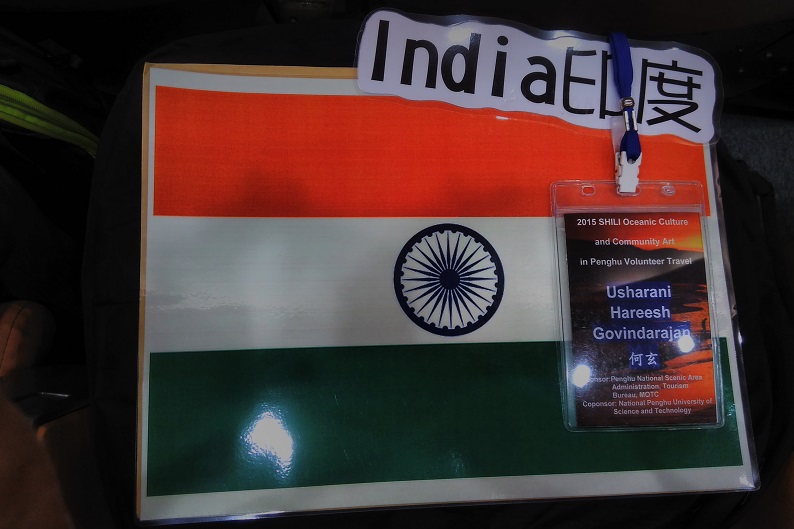 India印度
2015 SHILI Oceanic Culture
and Community Art
in Penghu Volunteer Travel
Usharani
Hareesh
Govindarajan
何玄
onsor:Penghu National Scenic Area
Administration, Tourism
Bureau, MOTC
Coponsor: National Penghu University of
Science and Technology